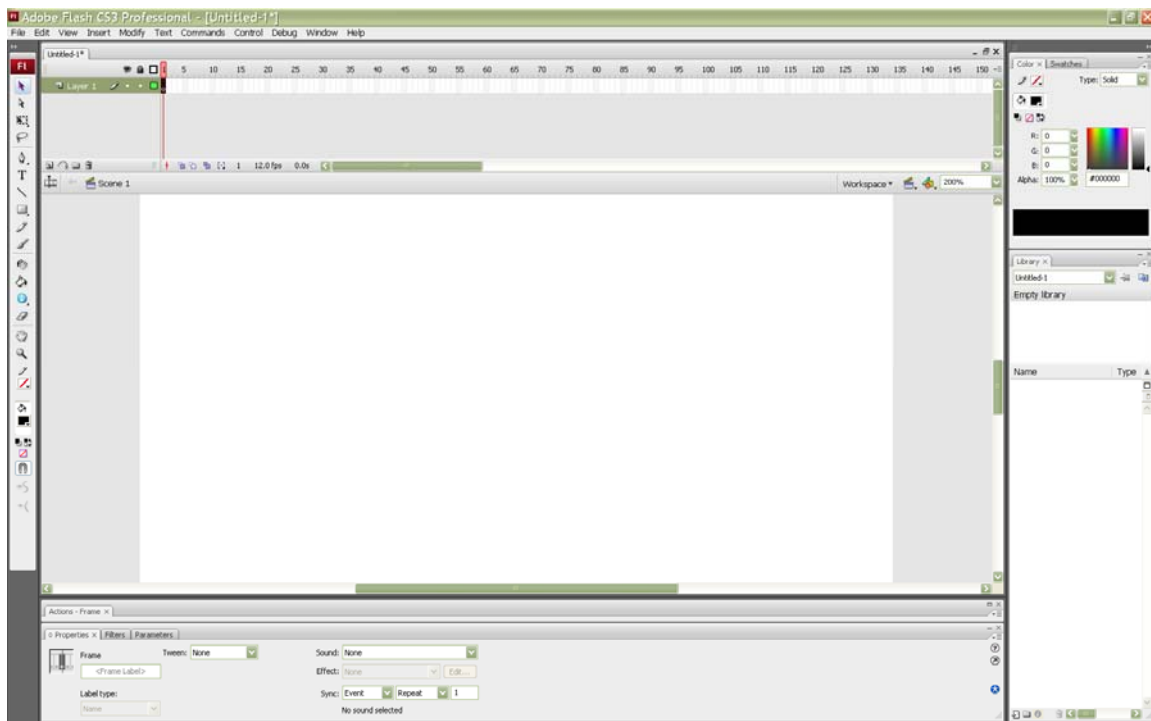 Adobe Flash CS3 Professional - [Untitled-1*]
File Edit View Insert Modify Text Commands Control Debug Window Help
Untitled-1*
Fl
1 5 10 15 20 25 30 35 40 45 50 55 60 65 70 75 80 85 90 95 100 105 110 115 120 125 130 135 140 145 150
Layer 1
1 12.0 fps 0.0s
Scene 1
Workspace
200%
Color × Swatches
Type: Solid
R: 0
G: 0
B: 0
Alpha: 100% #000000
Library ×
Untitled-1
Empty library
Name Type
Actions - Frame ×
Properties × Filters Parameters
Frame
<Frame Label>
Label type:
Name
Tween: None
Sound: None
Effect: None Edit...
Sync: Event Repeat 1
No sound selected